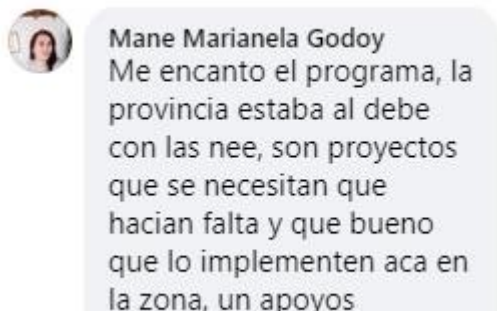 Mane Marianela Godoy
Me encanto el programa, la
provincia estaba al debe
con las nee, son proyectos
que se necesitan que
hacian falta y que bueno
que lo implementen aca en
la zona, un apoyos